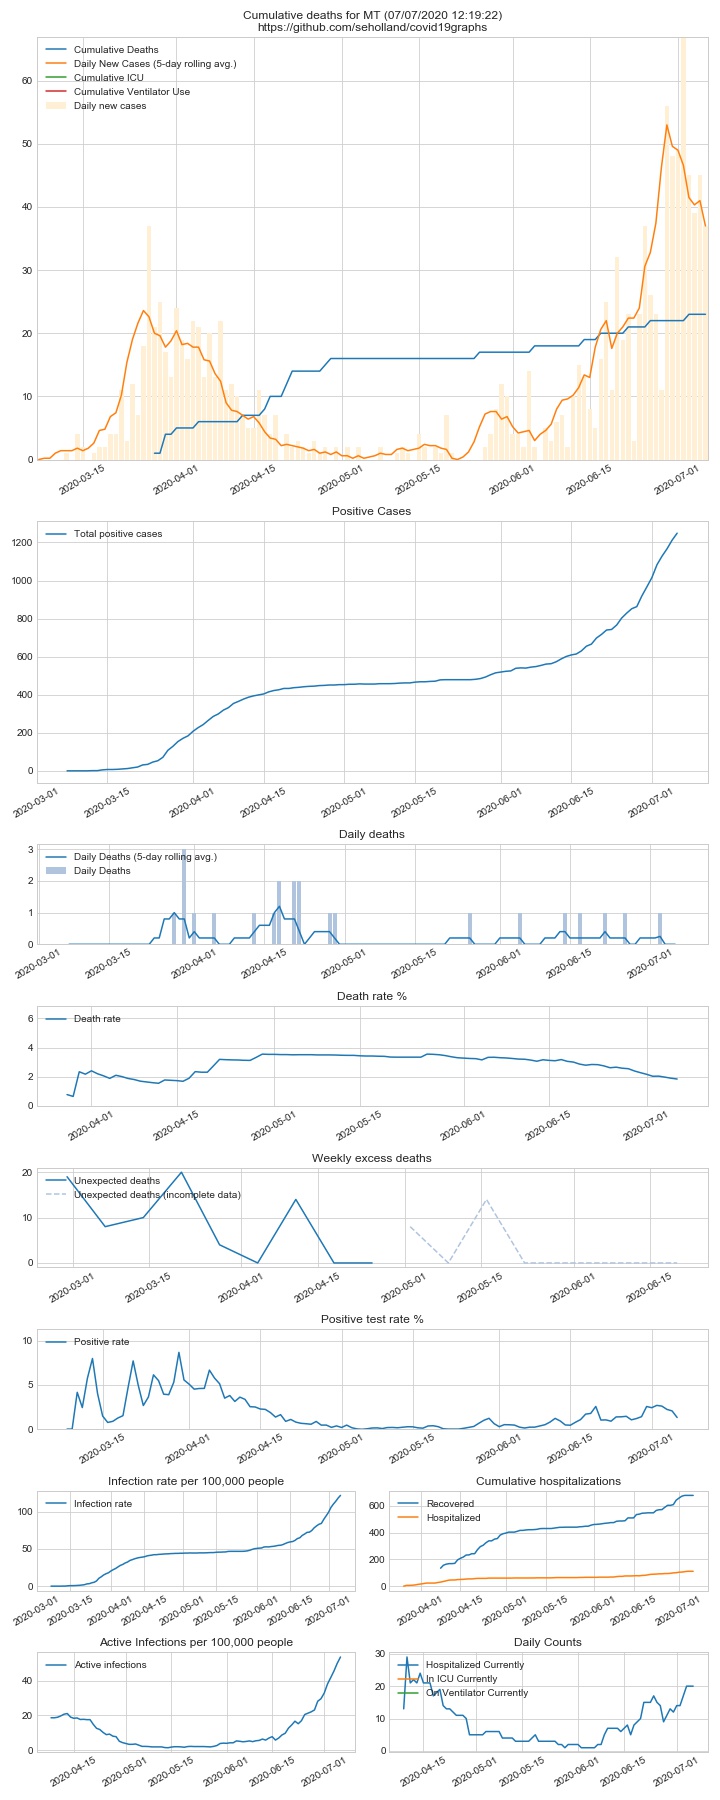 Cumulative deaths for MT (07/07/2020 12:19:22)
https://github.com/seholland/covid19graphs
Cumulative Deaths
Daily New Cases (5-day rolling avg.)
Cumulative ICU
Cumulative Ventilator Use
Daily new cases
60
50
40
30
20
10
0
2020-03-15 2020-04-01 2020-04-15 2020-05-01 2020-05-15 2020-06-01 2020-06-15 2020-07-01
Positive Cases
Total positive cases
1200
1000
800
600
400
200
0
2020-03-01 2020-03-15 2020-04-01 2020-04-15 2020-05-01 2020-05-15 2020-06-01 2020-06-15 2020-07-01
Daily deaths
Daily Deaths (5-day rolling avg.)
Daily Deaths
3
2
1
0
2020-03-01 2020-03-15 2020-04-01 2020-04-15 2020-05-01 2020-05-15 2020-06-01 2020-06-15 2020-07-01
Death rate %
Death rate
6
4
2
0
2020-04-01 2020-04-15 2020-05-01 2020-05-15 2020-06-01 2020-06-15 2020-07-01
Weekly excess deaths
Unexpected deaths
Unexpected deaths (incomplete data)
20
10
0
2020-03-01 2020-03-15 2020-04-01 2020-04-15 2020-05-01 2020-05-15 2020-06-01 2020-06-15
Positive test rate %
Positive rate
10
5
0
2020-03-15 2020-04-01 2020-04-15 2020-05-01 2020-05-15 2020-06-01 2020-06-15 2020-07-01
Infection rate per 100,000 people
Infection rate
100
50
0
2020-03-01 2020-03-15 2020-04-01 2020-04-15 2020-05-01 2020-05-15 2020-06-01 2020-06-15 2020-07-01
Cumulative hospitalizations
Recovered
Hospitalized
600
400
200
0
2020-04-01 2020-04-15 2020-05-01 2020-05-15 2020-06-01 2020-06-15 2020-07-01
Active Infections per 100,000 people
Active infections
40
20
0
2020-04-15 2020-05-01 2020-05-15 2020-06-01 2020-06-15 2020-07-01
Daily Counts
Hospitalized Currently
In ICU Currently
On Ventilator Currently
30
20
10
0
2020-04-15 2020-05-01 2020-05-15 2020-06-01 2020-06-15 2020-07-01